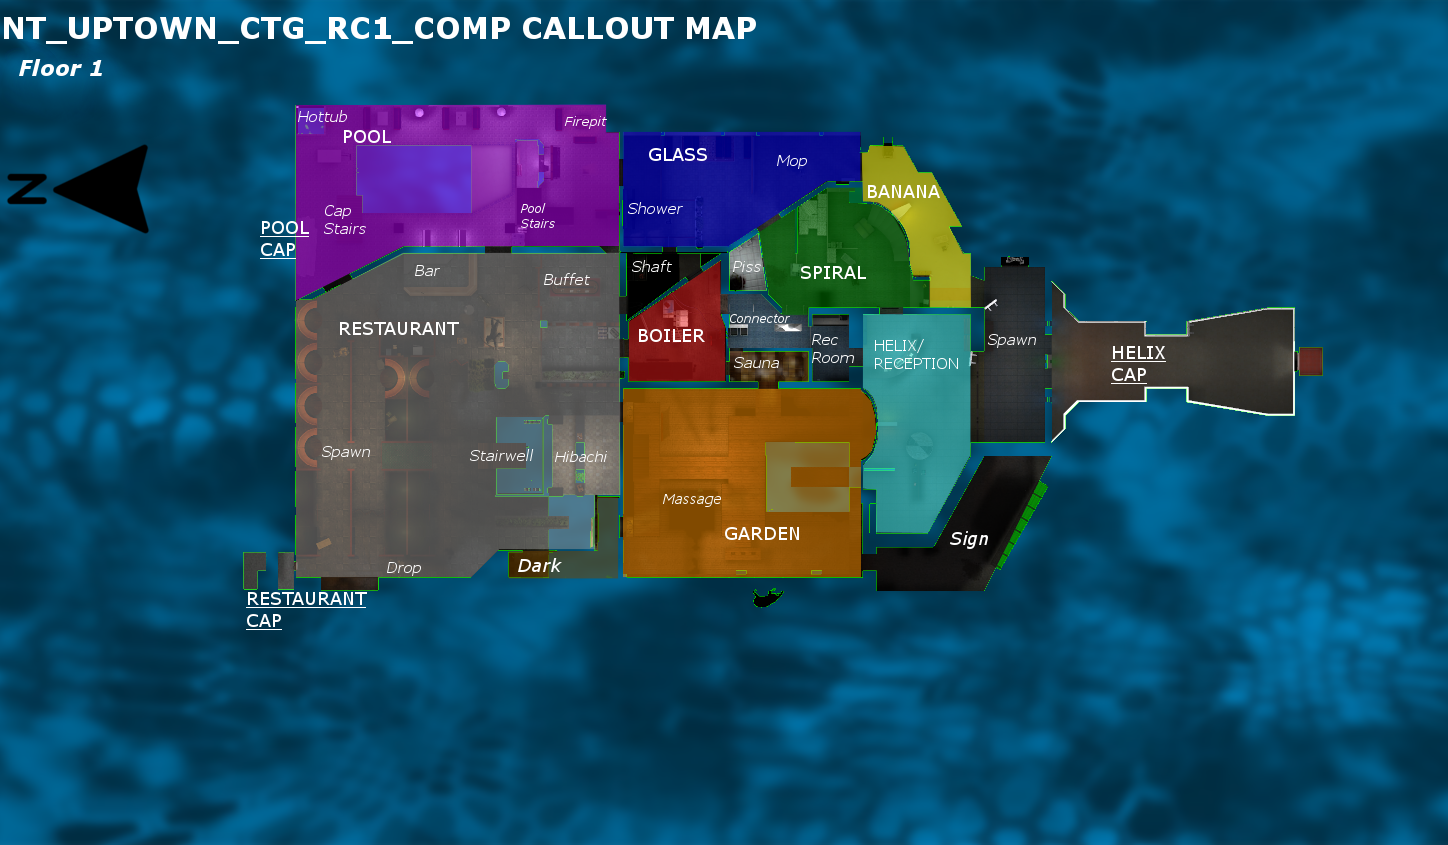 NT_UPTOWN_CTG_RC1_COMP CALLOUT MAP
Floor 1
N
Hottub
POOL
Firepit
Cap
Stairs
Pool
Stairs
POOL
CAP
GLASS
Mop
Shower
BANANA
SPIRAL
Shaft
Piss
Bar
Buffet
RESTAURANT
BOILER
Connector
Sauna
Rec
Room
HELIX/
RECEPTION
Spawn
HELIX
CAP
Spawn
Stairwell
Hibachi
Massage
GARDEN
Sign
Dark
Drop
RESTAURANT
CAP